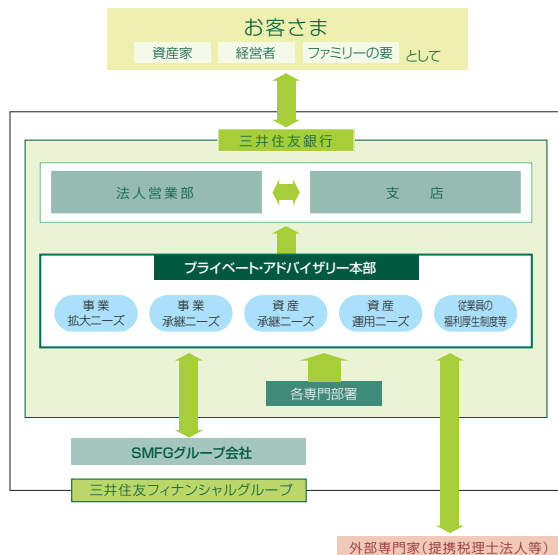 お客さま
資産家 経営者 ファミリーの要 として
三井住友銀行
法人営業部 支店
プライベート・アドバイザリー本部
事業 事業 資産 資産 従業員の
拡大ニーズ 承継ニーズ 承継ニーズ 運用ニーズ 福利厚生制度等
各専門部署
SMFGグループ会社
三井住友フィナンシャルグループ
外部専門家(提携税理士法人等)